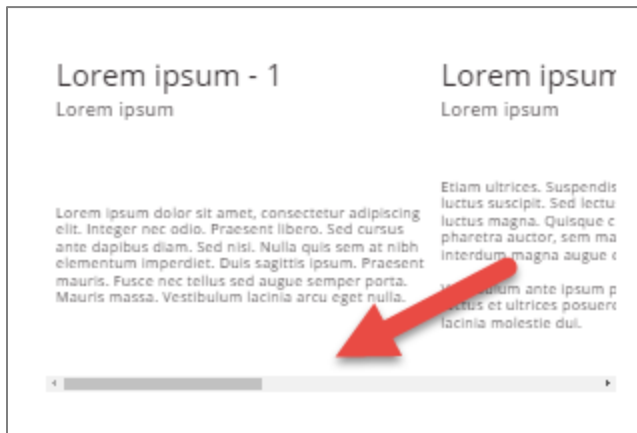 Lorem ipsum - 1
Lorem ipsum
Lorem ipsum dolor sit amet, consectetur adipiscing
elit. Integer nec odio. Praesent libero. Sed cursus
ante dapibus diam. Sed nisi. Nulla quis sem at nibh
elementum imperdiet. Duis sagittis ipsum. Praesent
mauris. Fusce nec tellus sed augue semper porta.
Mauris massa. Vestibulum lacinia arcu eget nulla.
Lorem ipsum
Lorem ipsum
Etiam ultrices. Suspendis
luctus suscipit. Sed lectu
luctus magna. Quisque c
pharetra auctor, sem ma
interdum magna augue
ante ipsum p
et ultrices posuere
lacinia molestie dui.